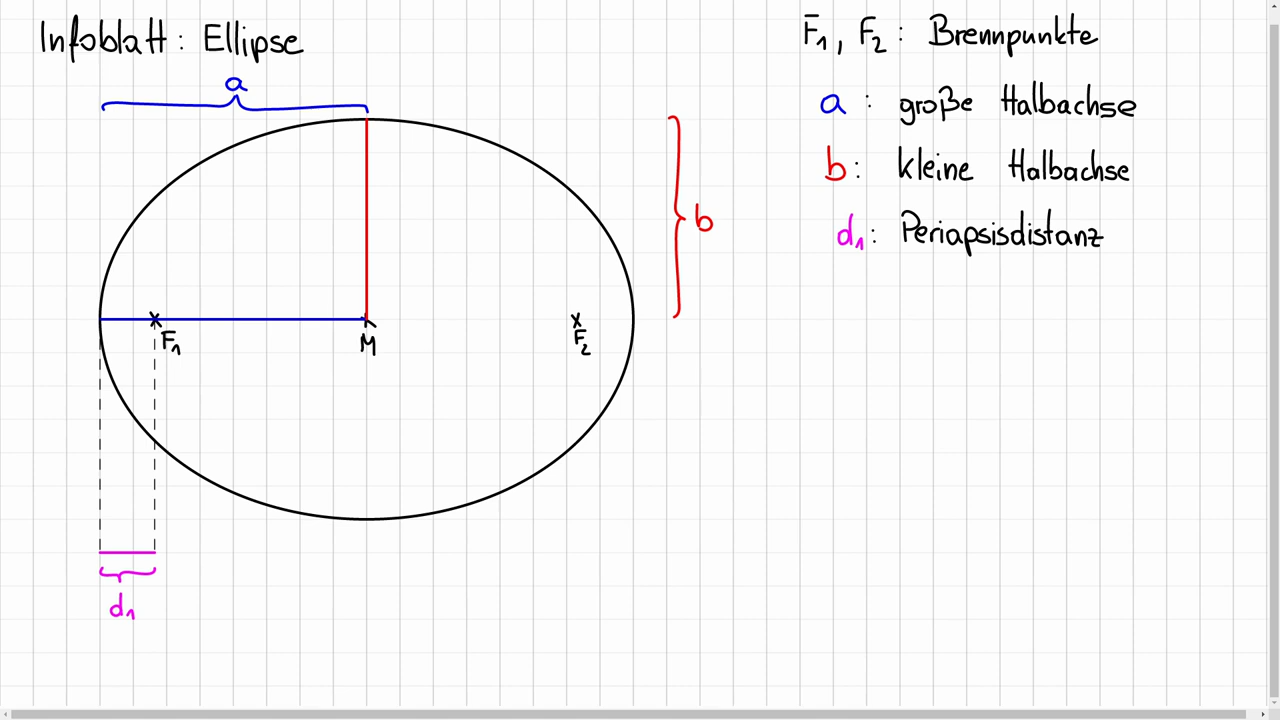 Infoblatt: Ellipse
F₁, F₂: Brennpunkte
a: große Halbachse
b: kleine Halbachse
d₁: Periapsisdistanz
a
b
F₁
M
F₂
d₁